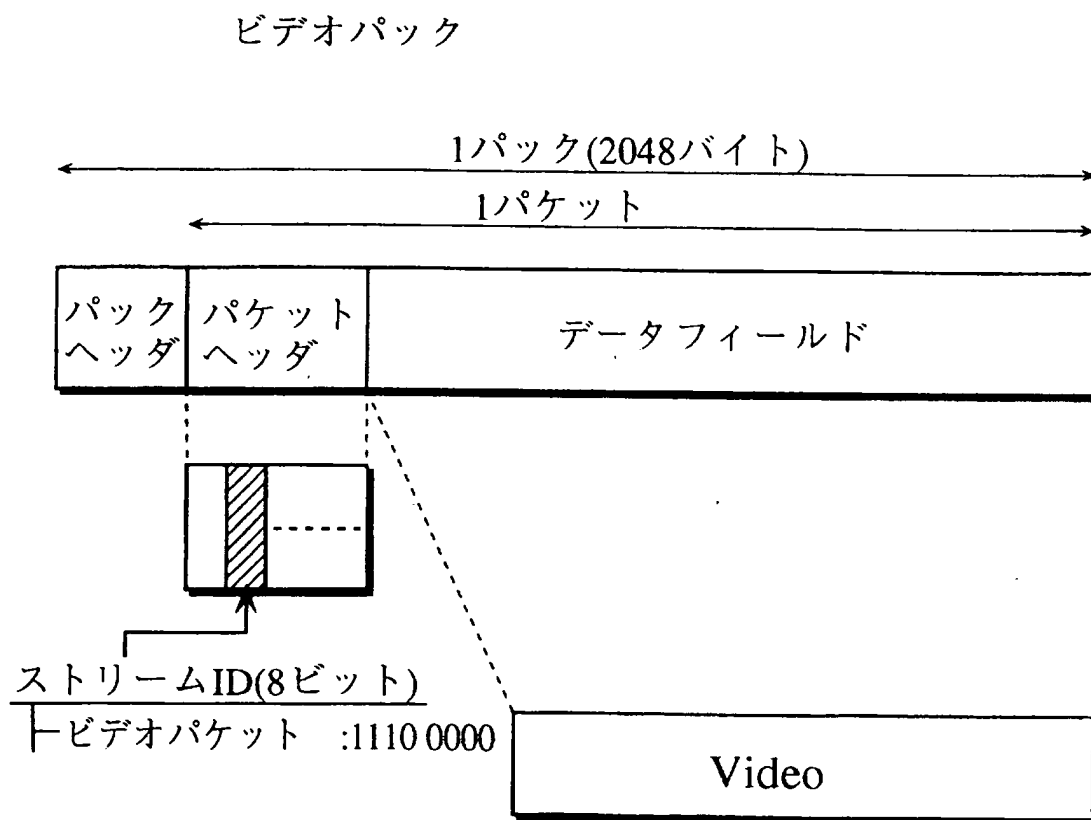 ビデオパック
1パック(2048バイト)
1パケット
パック
ヘッダ
パケット
ヘッダ
データフィールド
ストリームID(8ビット)
ビデオパケット :1110 0000
Video